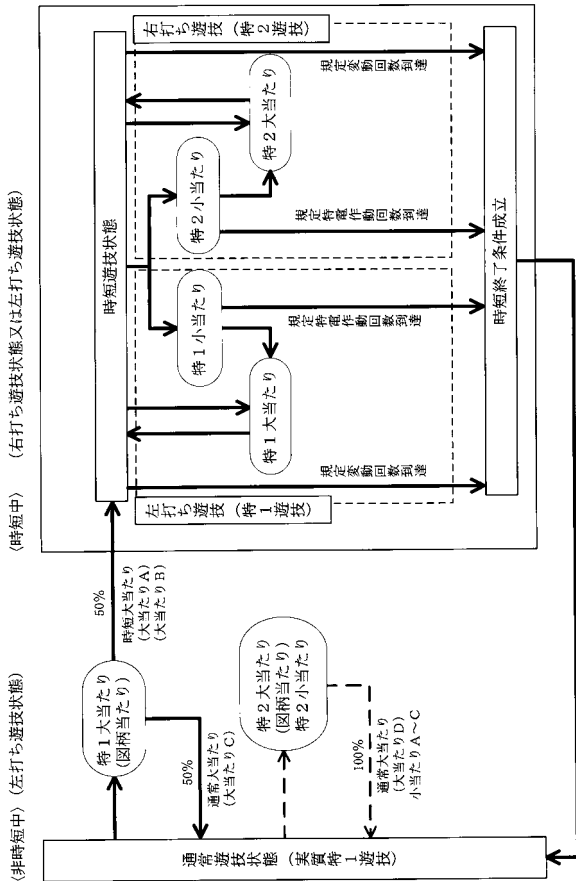 〈非時短中〉(左打ち遊技状態)
通常遊技状態(実質特1遊技)
特1大当たり
(図柄当たり)
50%
時短大当たり
(大当たりA)
(大当たりB)
50%
通常大当たり
(大当たりC)
特2大当たり
(図柄当たり)
特2小当たり
100%
通常大当たり
(大当たりD)
小当たりA~C
〈時短中〉 (右打ち遊技状態又は左打ち遊技状態)
時短遊技状態
左打ち遊技(特1遊技)
規定変動回数到達
特1大当たり
特1小当たり
規定特電作動回数到達
右打ち遊技(特2遊技)
特2小当たり
規定特電作動回数到達
特2大当たり
規定変動回数到達
時短終了条件成立